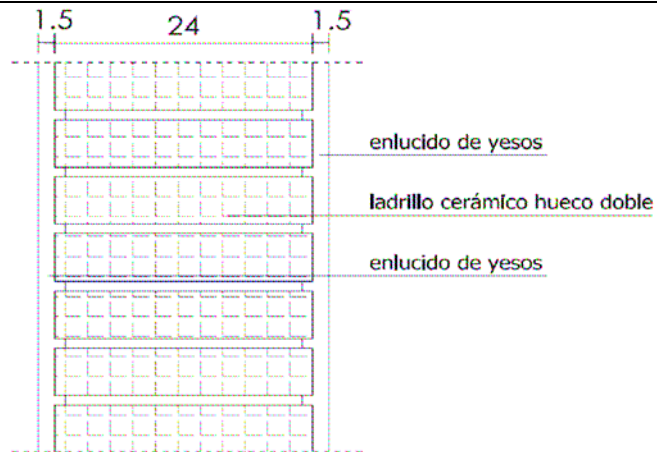 1.5 24 1.5
enlucido de yesos
ladrillo cerámico hueco doble
enlucido de yesos